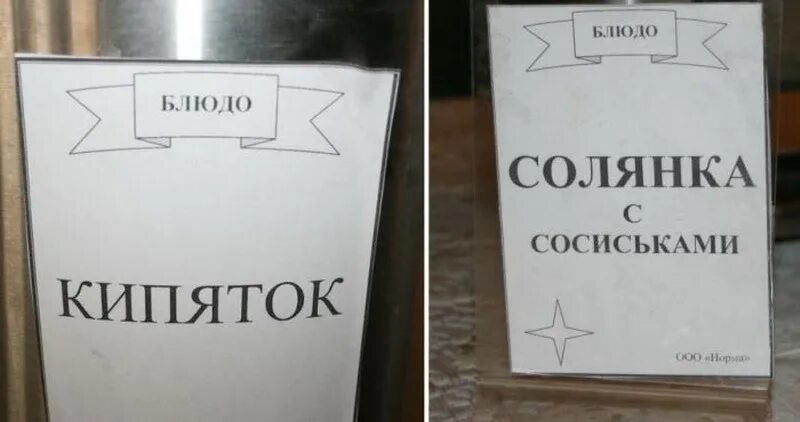 БЛЮДО
КИПЯТОК
БЛЮДО
СОЛЯНКА
С
СОСИСЬКАМИ
ООО «Норма»